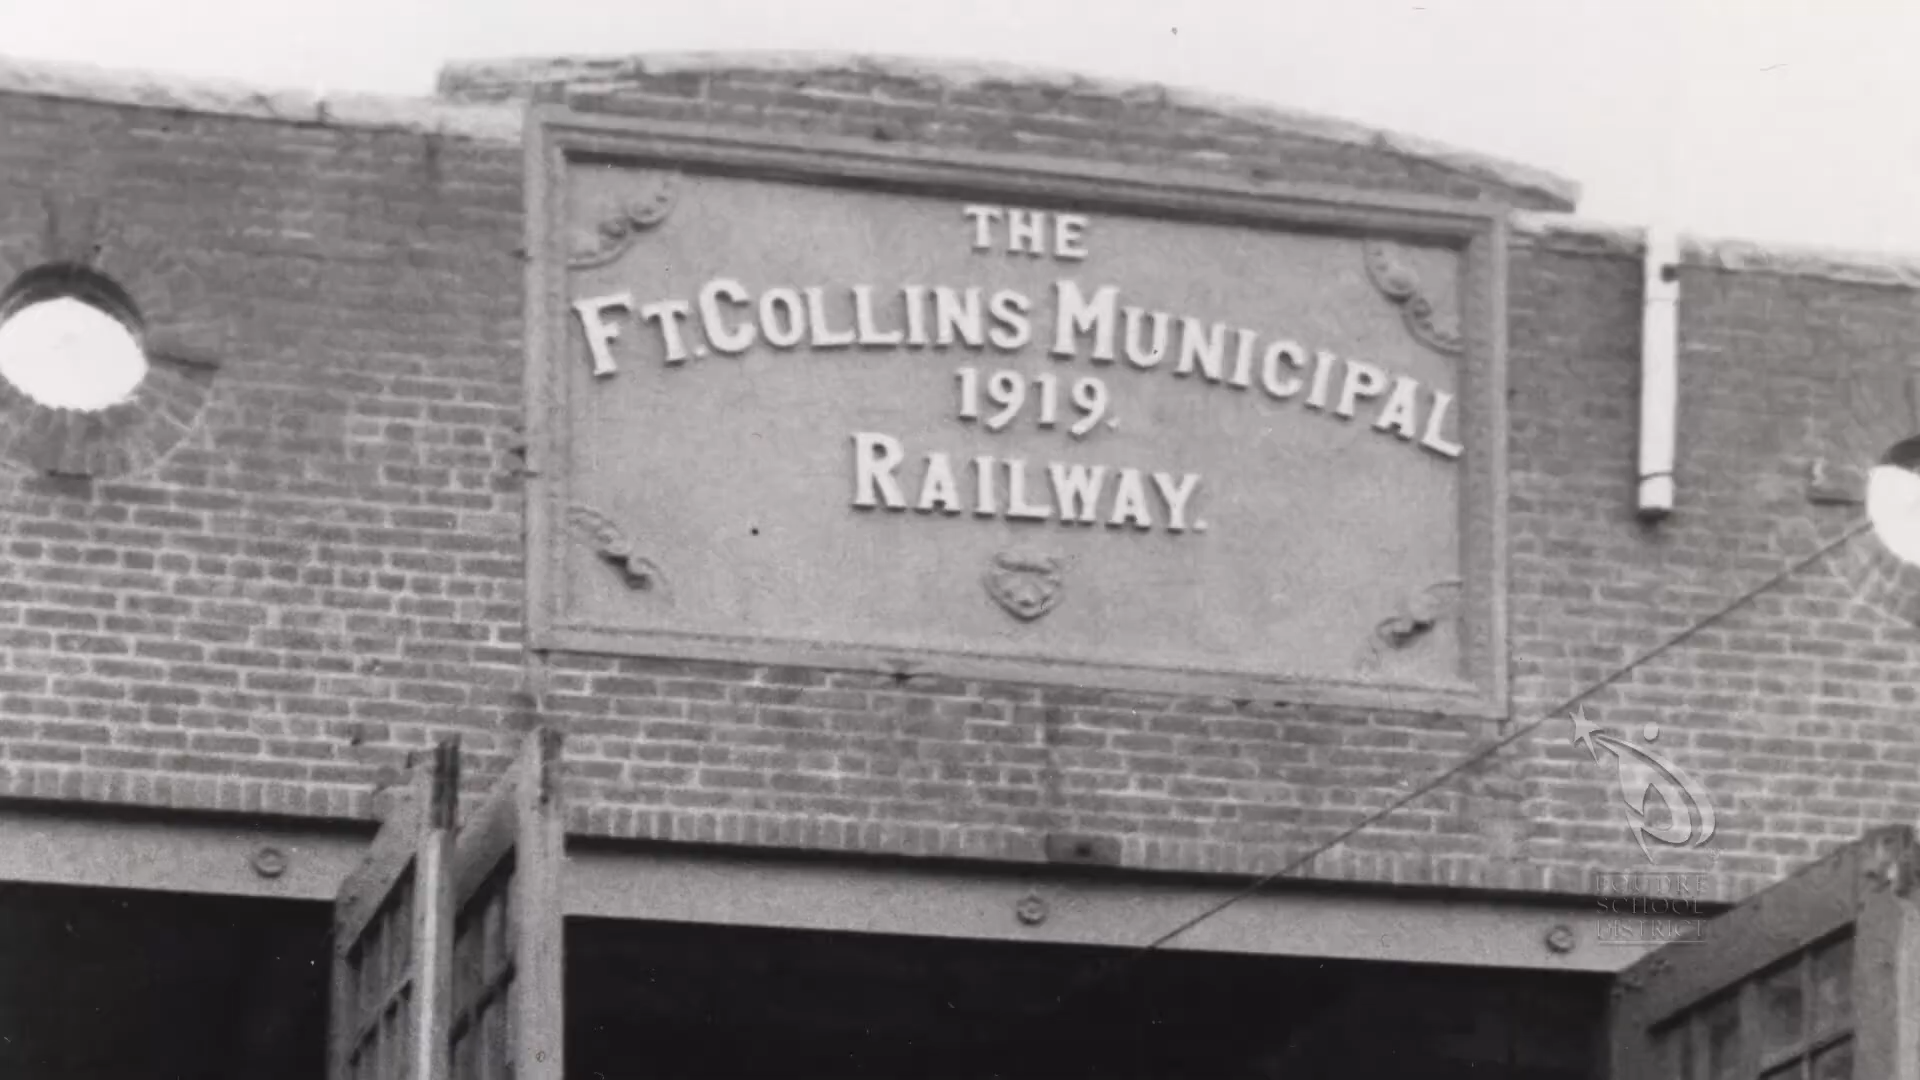 THE
FT. COLLINS MUNICIPAL
1919.
RAILWAY.
POUDRE
SCHOOL
DISTRICT